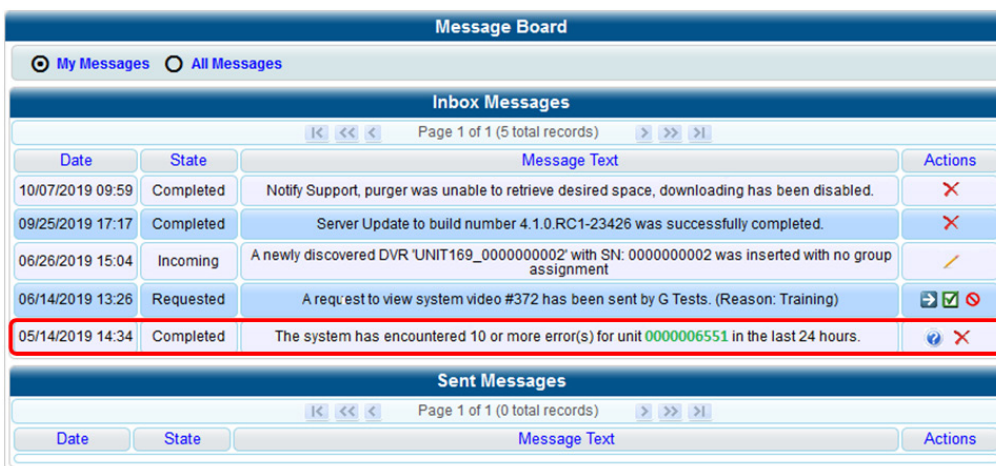 Message Board
My Messages All Messages
Inbox Messages
Page 1 of 1 (5 total records)
Date State Message Text Actions
10/07/2019 09:59 Completed Notify Support, purger was unable to retrieve desired space, downloading has been disabled.
09/25/2019 17:17 Completed Server Update to build number 4.1.0.RC1-23426 was successfully completed.
06/26/2019 15:04 Incoming A newly discovered DVR 'UNIT169_0000000002' with SN: 0000000002 was inserted with no group
assignment
06/14/2019 13:26 Requested A request to view system video #372 has been sent by G Tests. (Reason: Training)
05/14/2019 14:34 Completed The system has encountered 10 or more error(s) for unit 0000006551 in the last 24 hours.
Sent Messages
Page 1 of 1 (0 total records)
Date State Message Text Actions